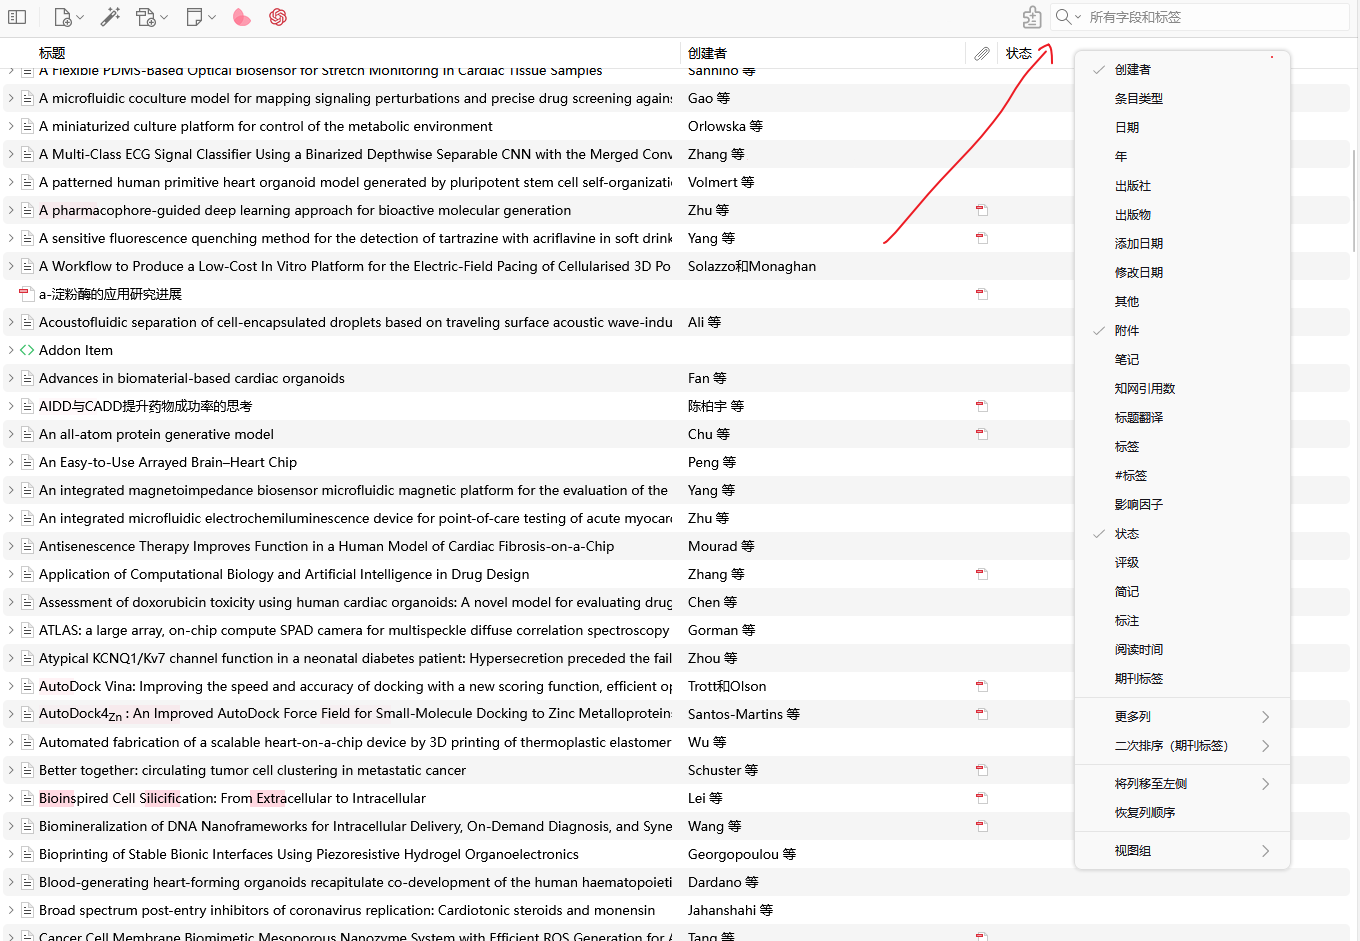 所有字段和标签
标题 创建者 状态
A Flexible PDMS-Based Optical Biosensor for Stretch Monitoring in Cardiac Tissue Samples Sannino 等
A microfluidic coculture model for mapping signaling perturbations and precise drug screening again Gao 等
A miniaturized culture platform for control of the metabolic environment Orlowska 等
A Multi-Class ECG Signal Classifier Using a Binarized Depthwise Separable CNN with the Merged Conv Zhang 等
A patterned human primitive heart organoid model generated by pluripotent stem cell self-organizati Volmert 等
A pharmacophore-guided deep learning approach for bioactive molecular generation Zhu 等
A sensitive fluorescence quenching method for the detection of tartrazine with acriflavine in soft drink Yang 等
A Workflow to Produce a Low-Cost In Vitro Platform for the Electric-Field Pacing of Cellularised 3D Po Solazzo和Monaghan
a-淀粉酶的应用研究进展
Acoustofluidic separation of cell-encapsulated droplets based on traveling surface acoustic wave-indu Ali 等
Addon Item
Advances in biomaterial-based cardiac organoids Fan 等
AIDD与CADD提升药物成功率的思考 陈柏宇 等
An all-atom protein generative model Chu 等
An Easy-to-Use Arrayed Brain–Heart Chip Peng 等
An integrated magnetoimpedance biosensor microfluidic magnetic platform for the evaluation of the Yang 等
An integrated microfluidic electrochemiluminescence device for point-of-care testing of acute myocar Zhu 等
Antisenescence Therapy Improves Function in a Human Model of Cardiac Fibrosis-on-a-Chip Mourad 等
Application of Computational Biology and Artificial Intelligence in Drug Design Zhang 等
Assessment of doxorubicin toxicity using human cardiac organoids: A novel model for evaluating drug Chen 等
ATLAS: a large array, on-chip compute SPAD camera for multispeckle diffuse correlation spectroscopy Gorman 等
Atypical KCNQ1/Kv7 channel function in a neonatal diabetes patient: Hypersecretion preceded the fail Zhou 等
AutoDock Vina: Improving the speed and accuracy of docking with a new scoring function, efficient op Trott和Olson
AutoDock4Zn : An Improved AutoDock Force Field for Small-Molecule Docking to Zinc Metalloprotein Santos-Martins 等
Automated fabrication of a scalable heart-on-a-chip device by 3D printing of thermoplastic elastomer Wu 等
Better together: circulating tumor cell clustering in metastatic cancer Schuster 等
Bioinspired Cell Silicification: From Extracellular to Intracellular Lei 等
Biomineralization of DNA Nanoframeworks for Intracellular Delivery, On-Demand Diagnosis, and Syne Wang 等
Bioprinting of Stable Bionic Interfaces Using Piezoresistive Hydrogel Organoelectronics Georgopoulou 等
Blood-generating heart-forming organoids recapitulate co-development of the human haematopoieti Dardano 等
Broad spectrum post-entry inhibitors of coronavirus replication: Cardiotonic steroids and monensin Jahanshahi 等
Cancer Cell Membrane Biomimetic Mesoporous Nanozyme System with Efficient ROS Generation for A Tang 等
创建者
条目类型
日期
年
出版社
出版物
添加日期
修改日期
其他
附件
笔记
知网引用数
标题翻译
标签
#标签
影响因子
状态
评级
简记
标注
阅读时间
期刊标签
更多列
二次排序（期刊标签）
将列移至左侧
恢复列顺序
视图组